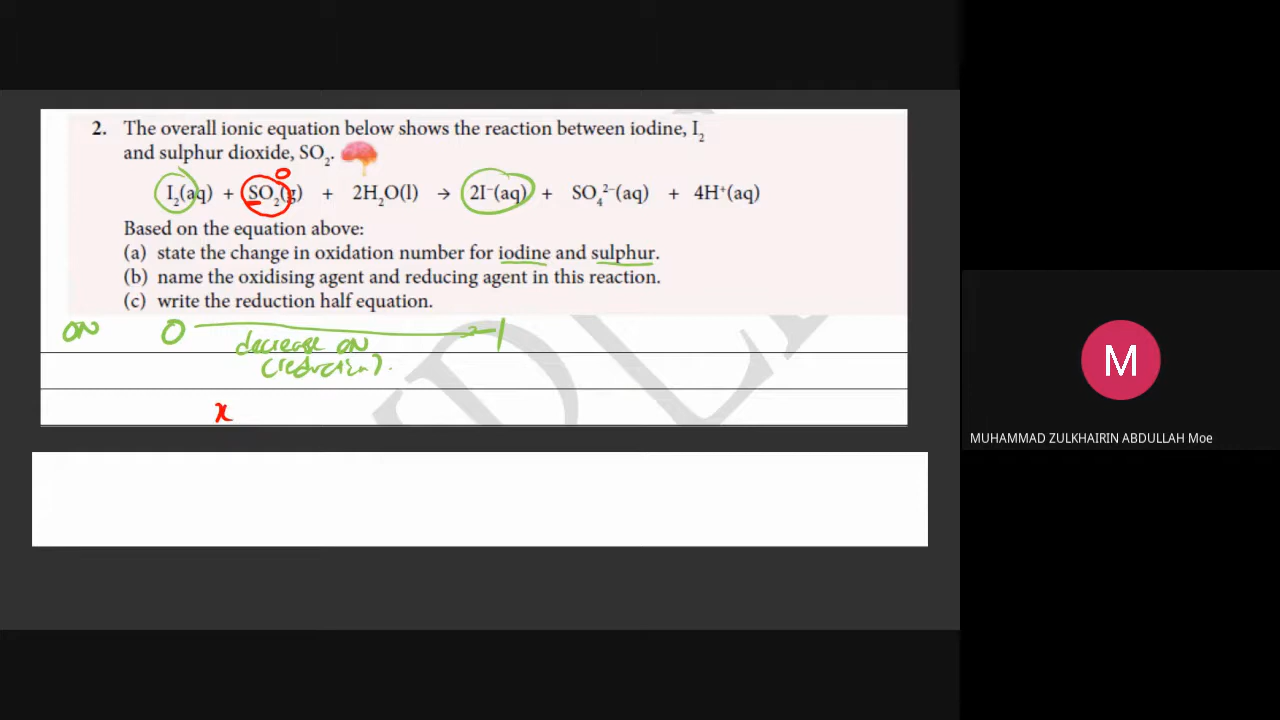 2. The overall ionic equation below shows the reaction between iodine, I₂
and sulphur dioxide, SO₂.
0
I₂(aq) + SO₂(g) + 2H₂O(l) → 2I⁻(aq) + SO₄²⁻(aq) + 4H⁺(aq)
Based on the equation above:
(a) state the change in oxidation number for iodine and sulphur.
(b) name the oxidising agent and reducing agent in this reaction.
(c) write the reduction half equation.
ON 0 → -1
decrease ON
(reduction).
x
M
MUHAMMAD ZULKHAIRIN ABDULLAH Moe